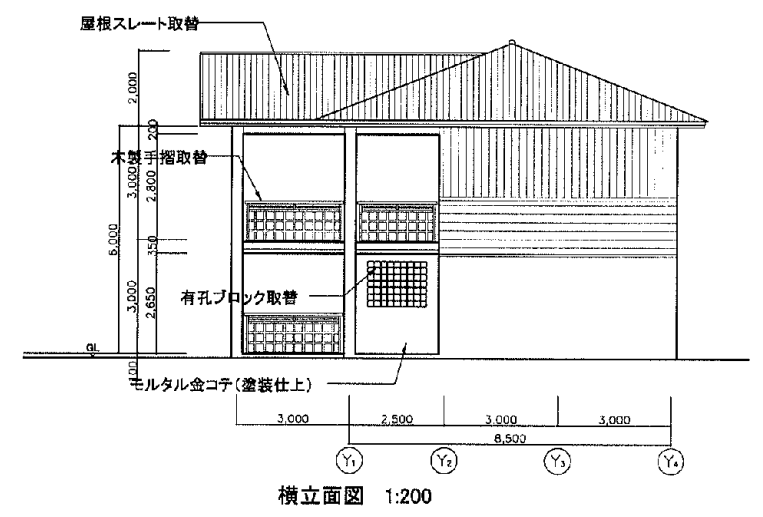 屋根スレート取替
2,000
200
木製手摺取替
3,000
2,800
6,000
350
有孔ブロック取替
3,000
2,650
GL
100
モルタル金コテ(塗装仕上)
3,000
2,500
3,000
3,000
8,500
Y1
Y2
Y3
Y4
横立面図 1:200